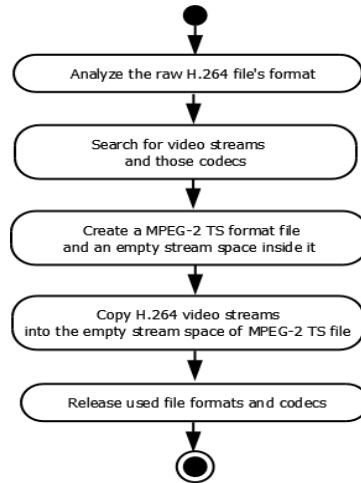 Analyze the raw H.264 file's format
Search for video streams
and those codecs
Create a MPEG-2 TS format file
and an empty stream space inside it
Copy H.264 video streams
into the empty stream space of MPEG-2 TS file
Release used file formats and codecs